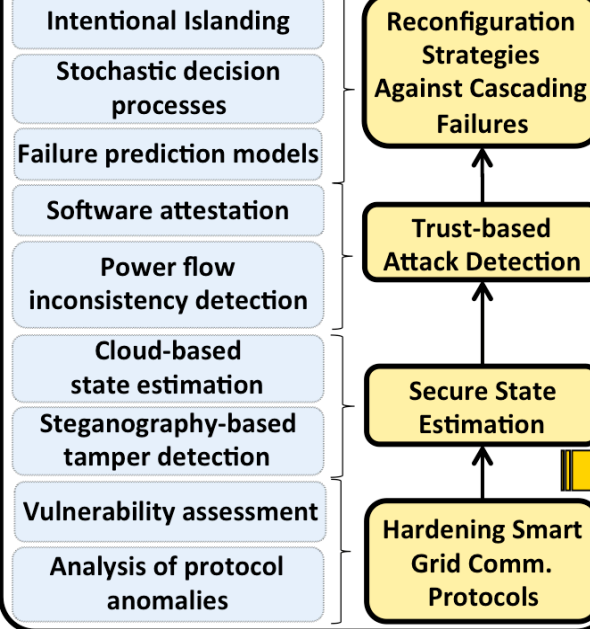 Intentional Islanding
Stochastic decision
processes
Failure prediction models
Software attestation
Power flow
inconsistency detection
Cloud-based
state estimation
Steganography-based
tamper detection
Vulnerability assessment
Analysis of protocol
anomalies
Reconfiguration
Strategies
Against Cascading
Failures
Trust-based
Attack Detection
Secure State
Estimation
Hardening Smart
Grid Comm.
Protocols